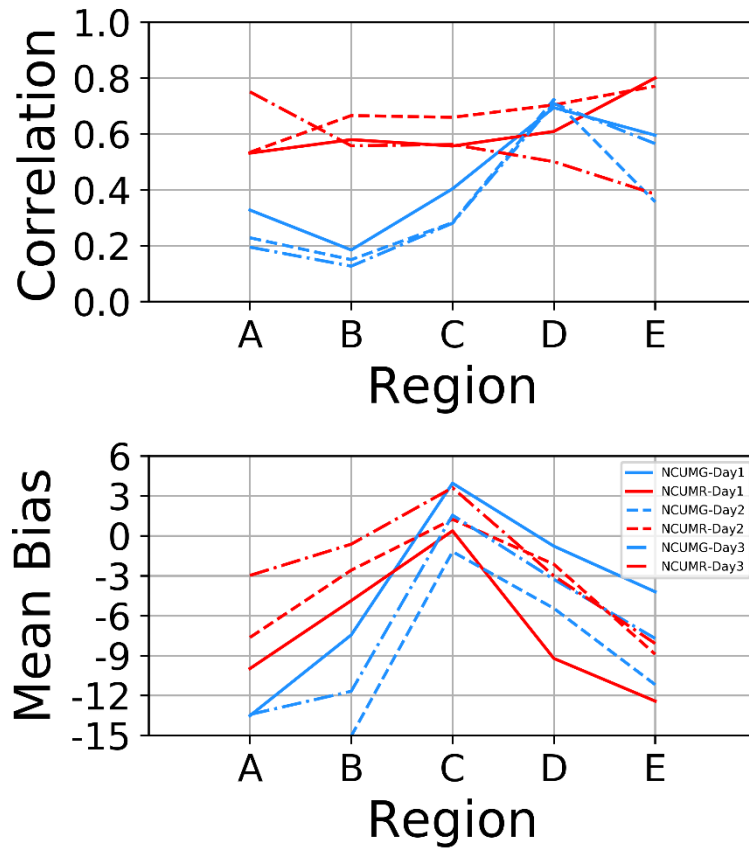 1.0
0.8
0.6
0.4
0.2
0.0
Correlation
A B C D E
Region
6
3
0
-3
-6
-9
-12
-15
Mean Bias
NCUMG-Day1
NCUMR-Day1
NCUMG-Day2
NCUMR-Day2
NCUMG-Day3
NCUMR-Day3
A B C D E
Region